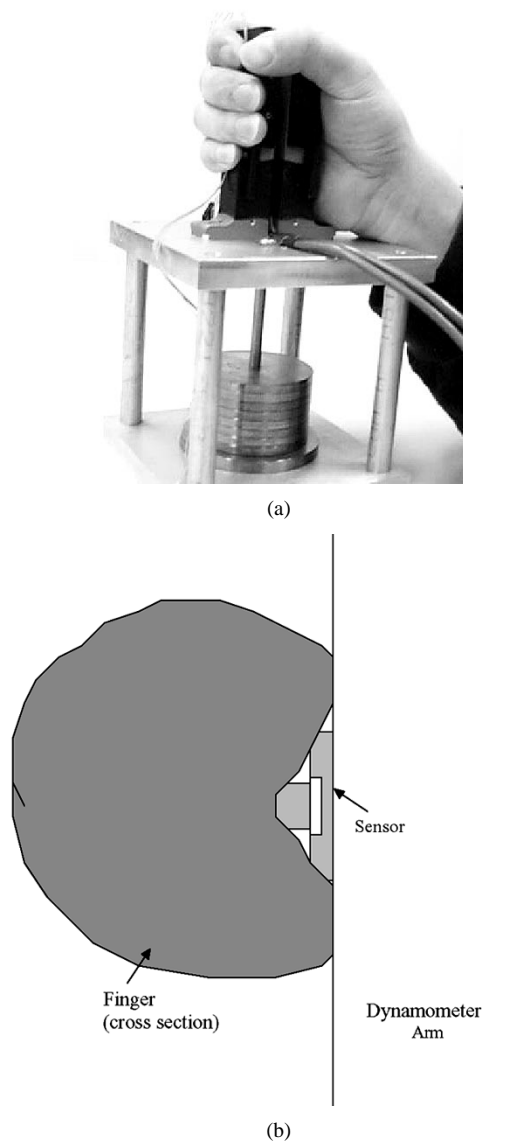 (a)
Sensor
Finger
(cross section)
Dynamometer
Arm
(b)